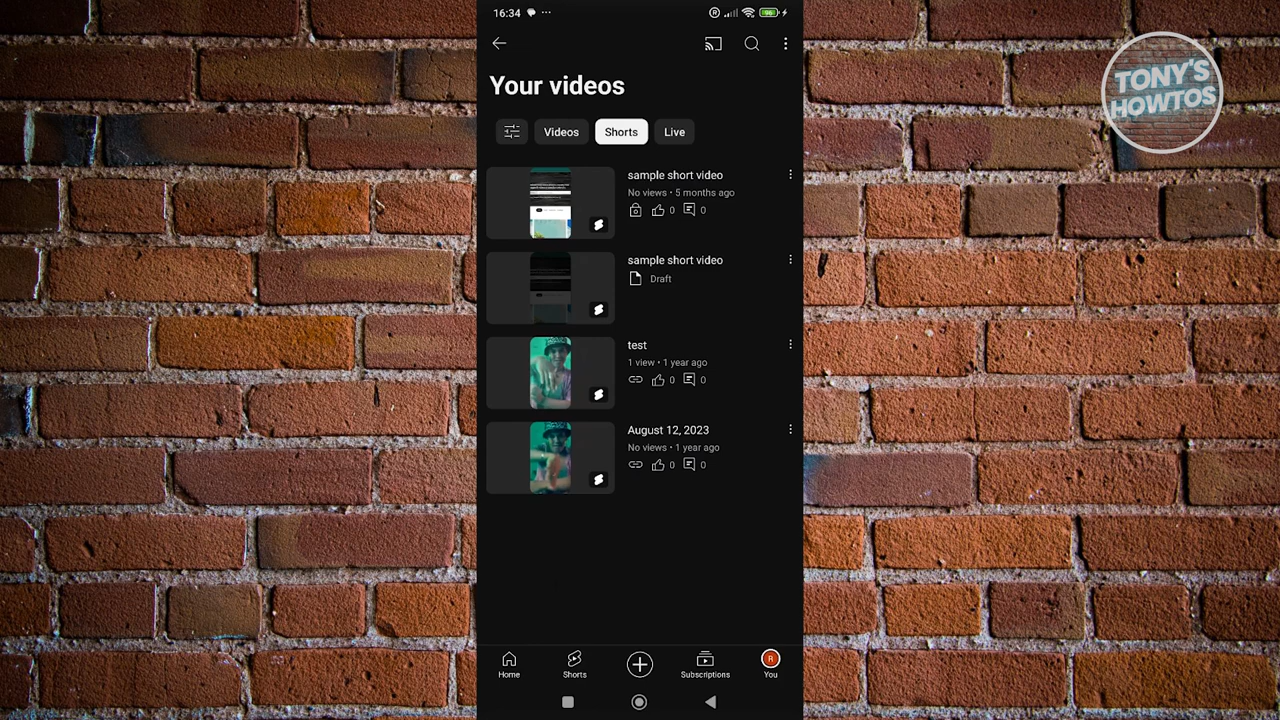 16:34
96
TONY'S
HOWTOS
Your videos
Videos
Shorts
Live
sample short video
No views • 5 months ago
0
0
sample short video
Draft
test
1 view • 1 year ago
0
0
August 12, 2023
No views • 1 year ago
0
0
Home
Shorts
Subscriptions
R
You